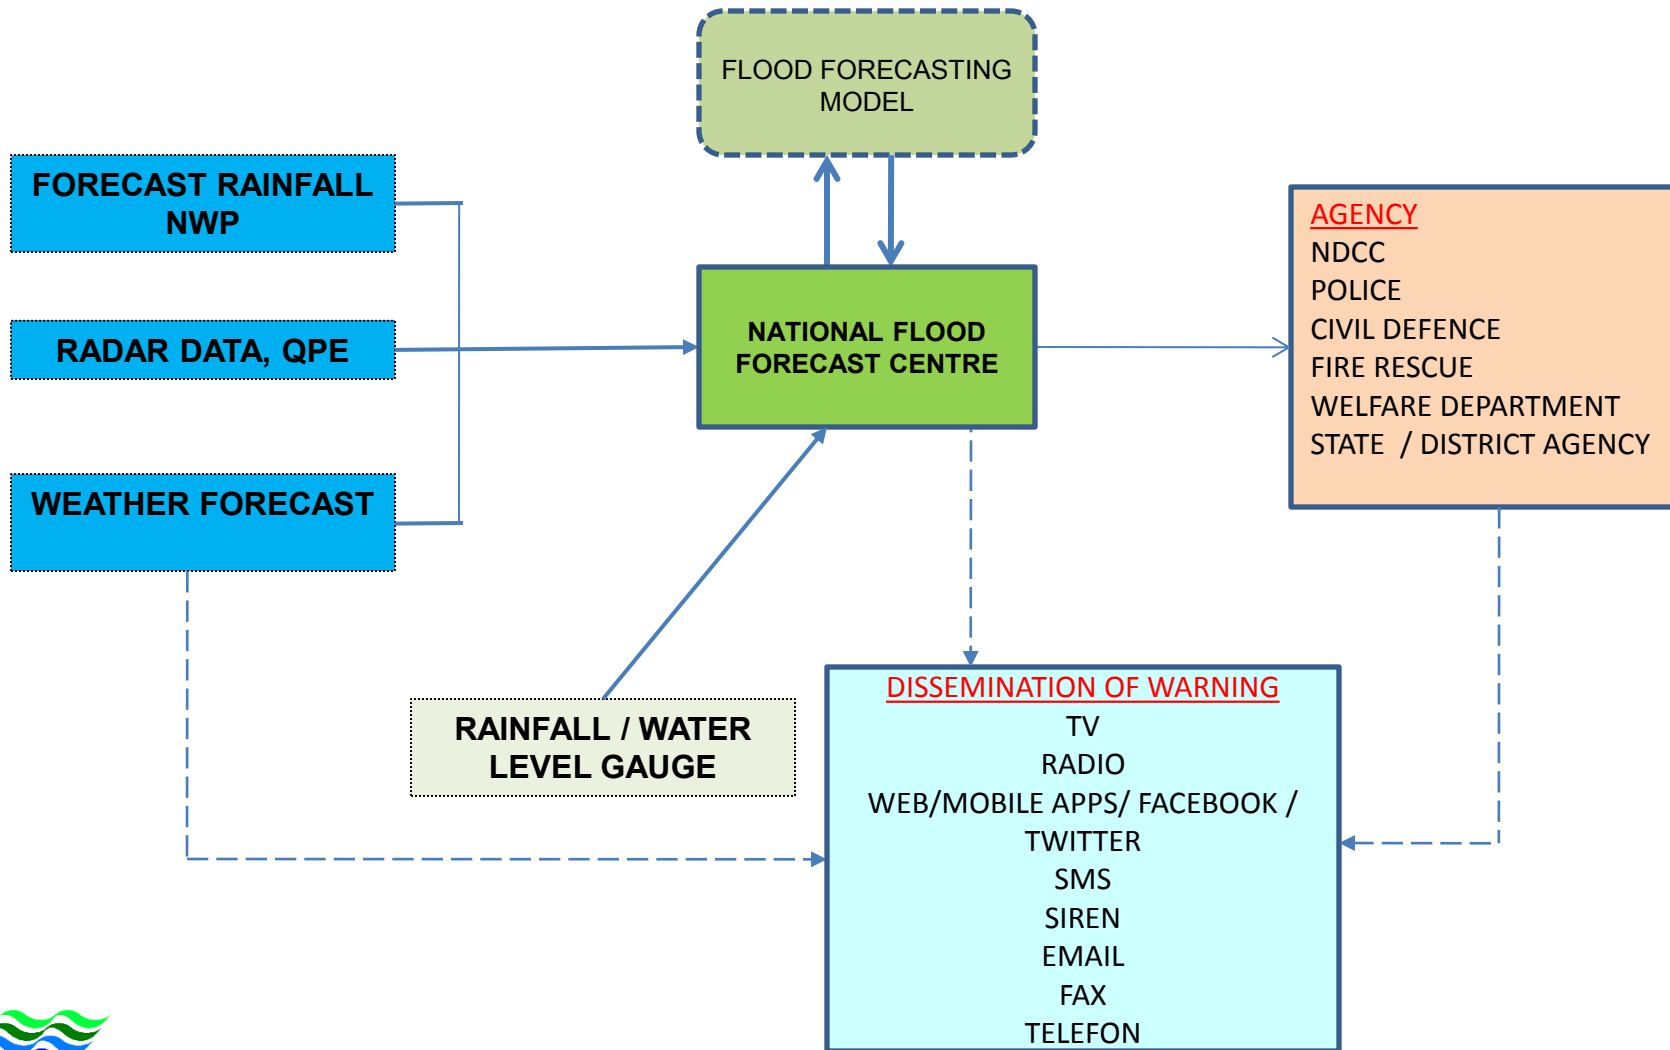 FLOOD FORECASTING
MODEL
FORECAST RAINFALL
NWP
RADAR DATA, QPE
WEATHER FORECAST
NATIONAL FLOOD
FORECAST CENTRE
AGENCY
NDCC
POLICE
CIVIL DEFENCE
FIRE RESCUE
WELFARE DEPARTMENT
STATE / DISTRICT AGENCY
RAINFALL / WATER
LEVEL GAUGE
DISSEMINATION OF WARNING
TV
RADIO
WEB/MOBILE APPS/ FACEBOOK /
TWITTER
SMS
SIREN
EMAIL
FAX
TELEFON